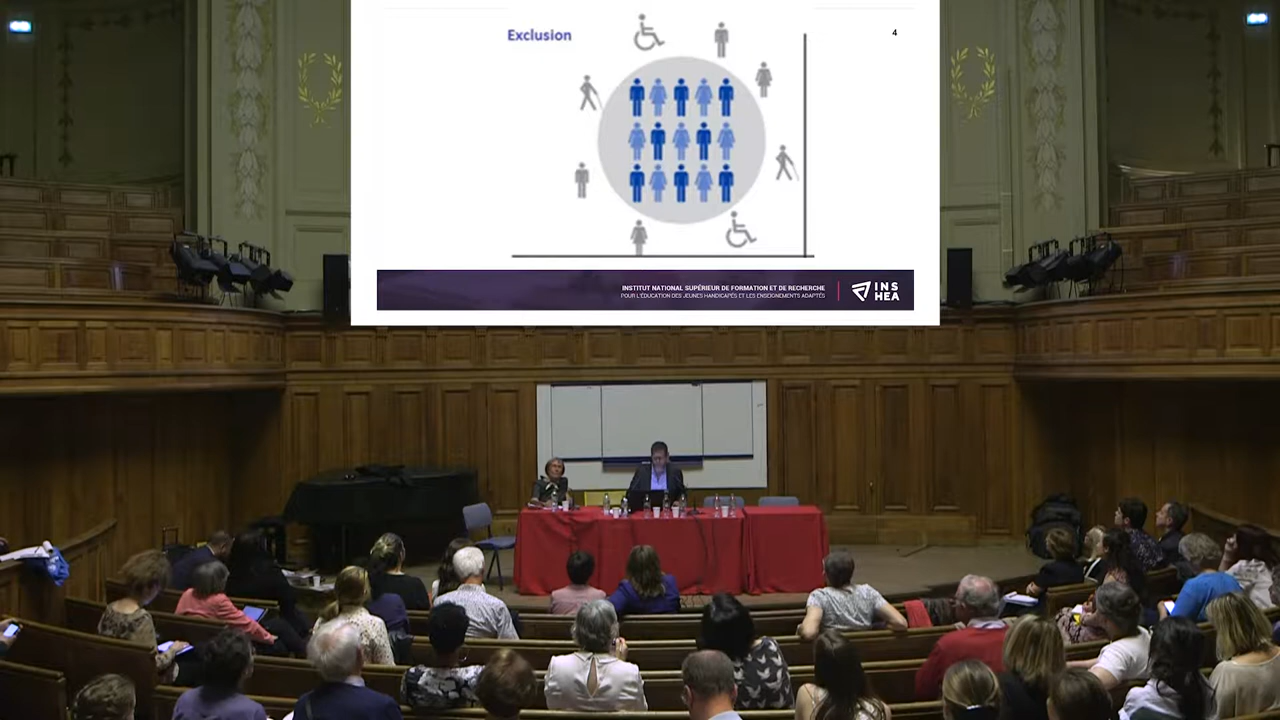 Exclusion
4
INSTITUT NATIONAL SUPÉRIEUR DE FORMATION ET DE RECHERCHE
POUR L'ÉDUCATION DES JEUNES HANDICAPÉS ET LES ENSEIGNEMENTS ADAPTÉS
INS
HEA